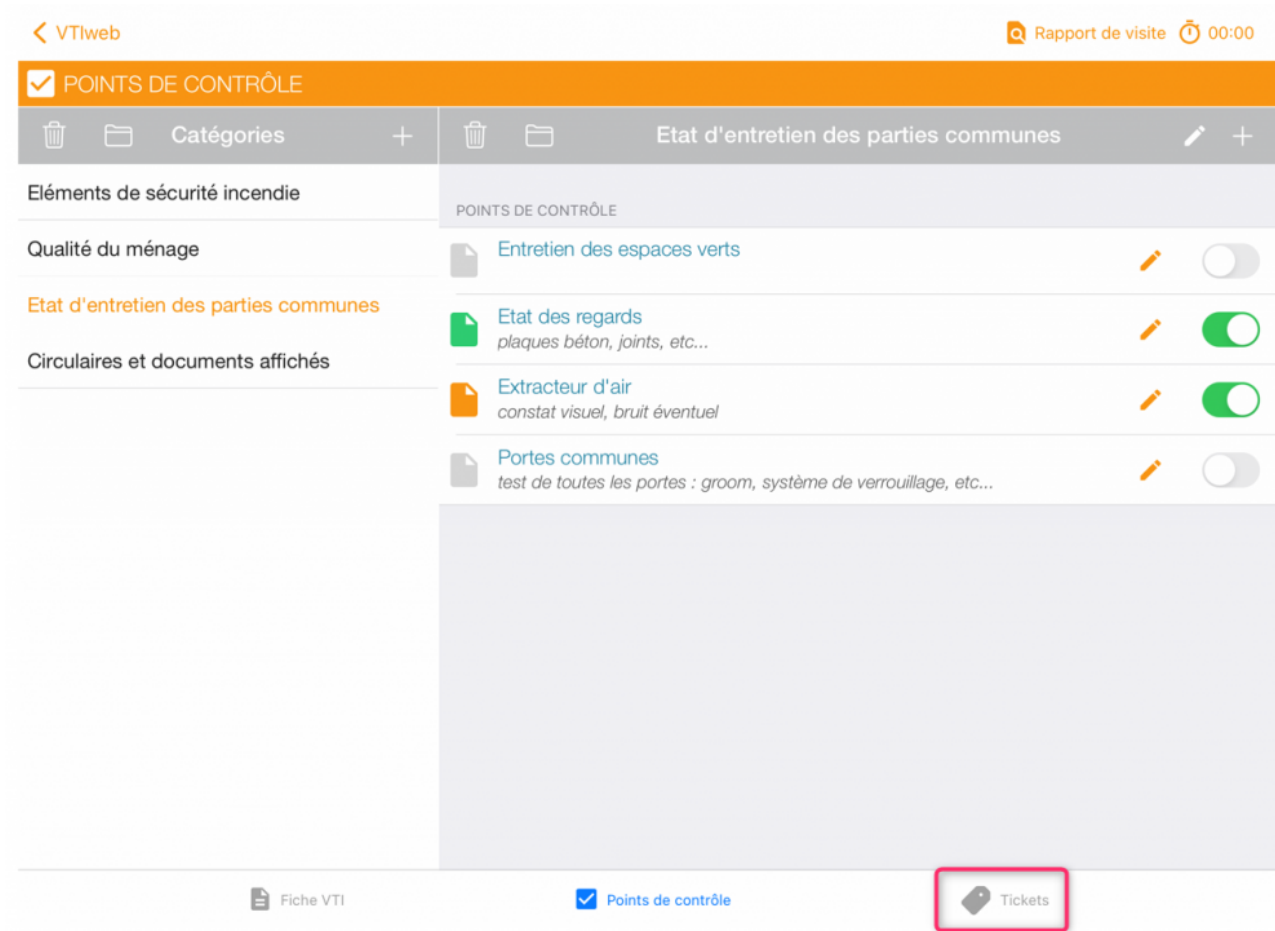 VTIweb
Rapport de visite 00:00
POINTS DE CONTRÔLE
Catégories
Etat d'entretien des parties communes
Eléments de sécurité incendie
Qualité du ménage
Etat d'entretien des parties communes
Circulaires et documents affichés
POINTS DE CONTRÔLE
Entretien des espaces verts
Etat des regards
plaques béton, joints, etc...
Extracteur d'air
constat visuel, bruit éventuel
Portes communes
test de toutes les portes : groom, système de verrouillage, etc...
Fiche VTI
Points de contrôle
Tickets